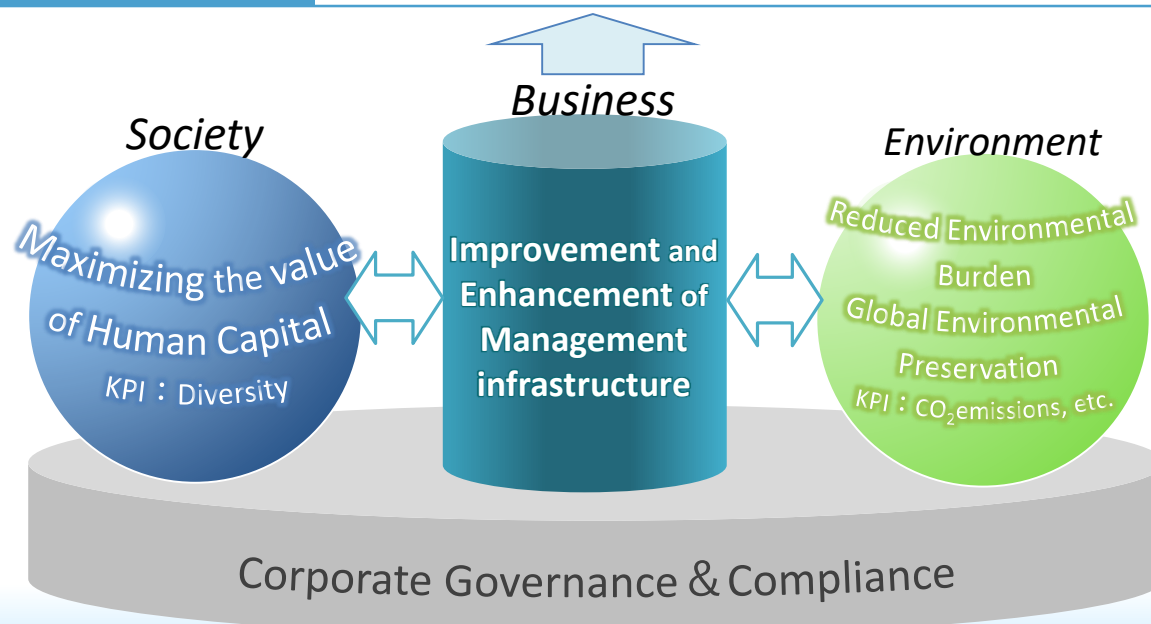 Society
Maximizing the value
of Human Capital
KPI：Diversity
Business
Improvement and
Enhancement of
Management
infrastructure
Environment
Reduced Environmental
Burden
Global Environmental
Preservation
KPI：CO₂emissions, etc.
Corporate Governance＆Compliance